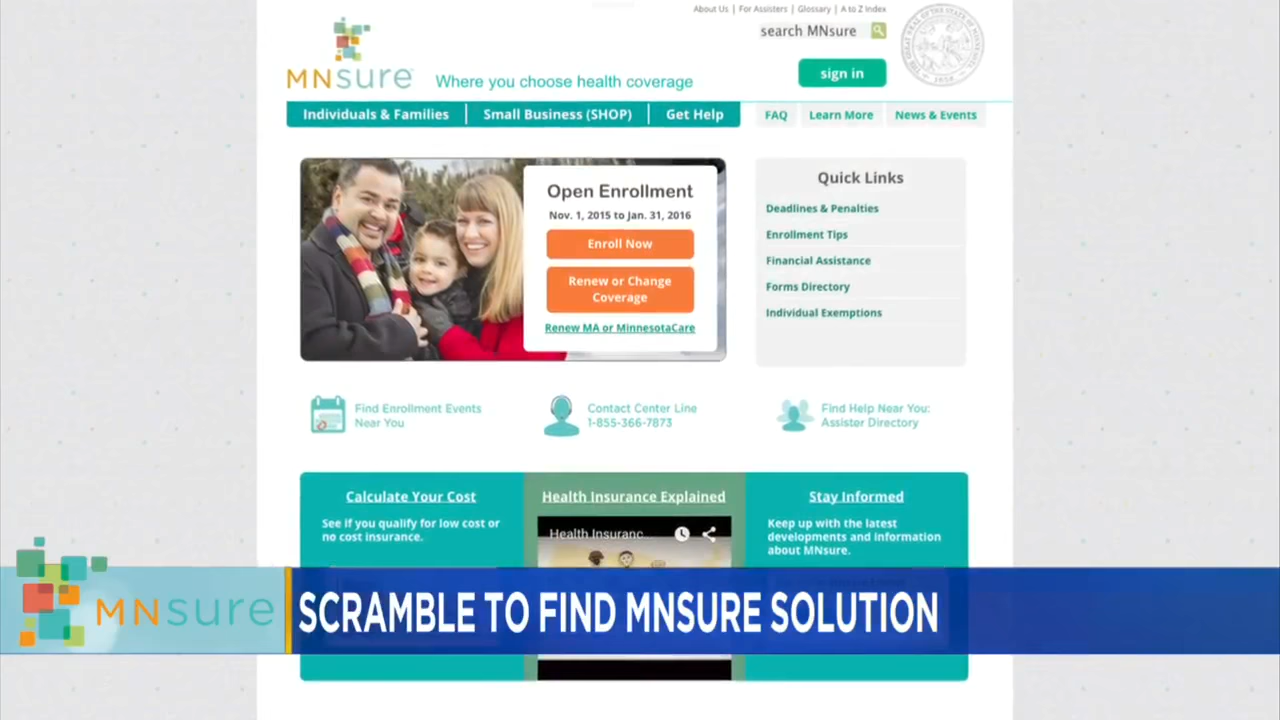 About Us | For Assisters | Glossary | A to Z Index
search MNsure
MNsure
Where you choose health coverage
sign in
Individuals & Families
Small Business (SHOP)
Get Help
FAQ
Learn More
News & Events
Open Enrollment
Nov. 1, 2015 to Jan. 31, 2016
Enroll Now
Renew or Change
Coverage
Renew MA or MinnesotaCare
Quick Links
Deadlines & Penalties
Enrollment Tips
Financial Assistance
Forms Directory
Individual Exemptions
Find Enrollment Events
Near You
Contact Center Line
1-855-366-7873
Find Help Near You:
Assister Directory
Calculate Your Cost
See if you qualify for low cost or
no cost insurance.
Health Insurance Explained
Health Insuranc...
Stay Informed
Keep up with the latest
developments and information
about MNsure.
MNsure
SCRAMBLE TO FIND MNSURE SOLUTION